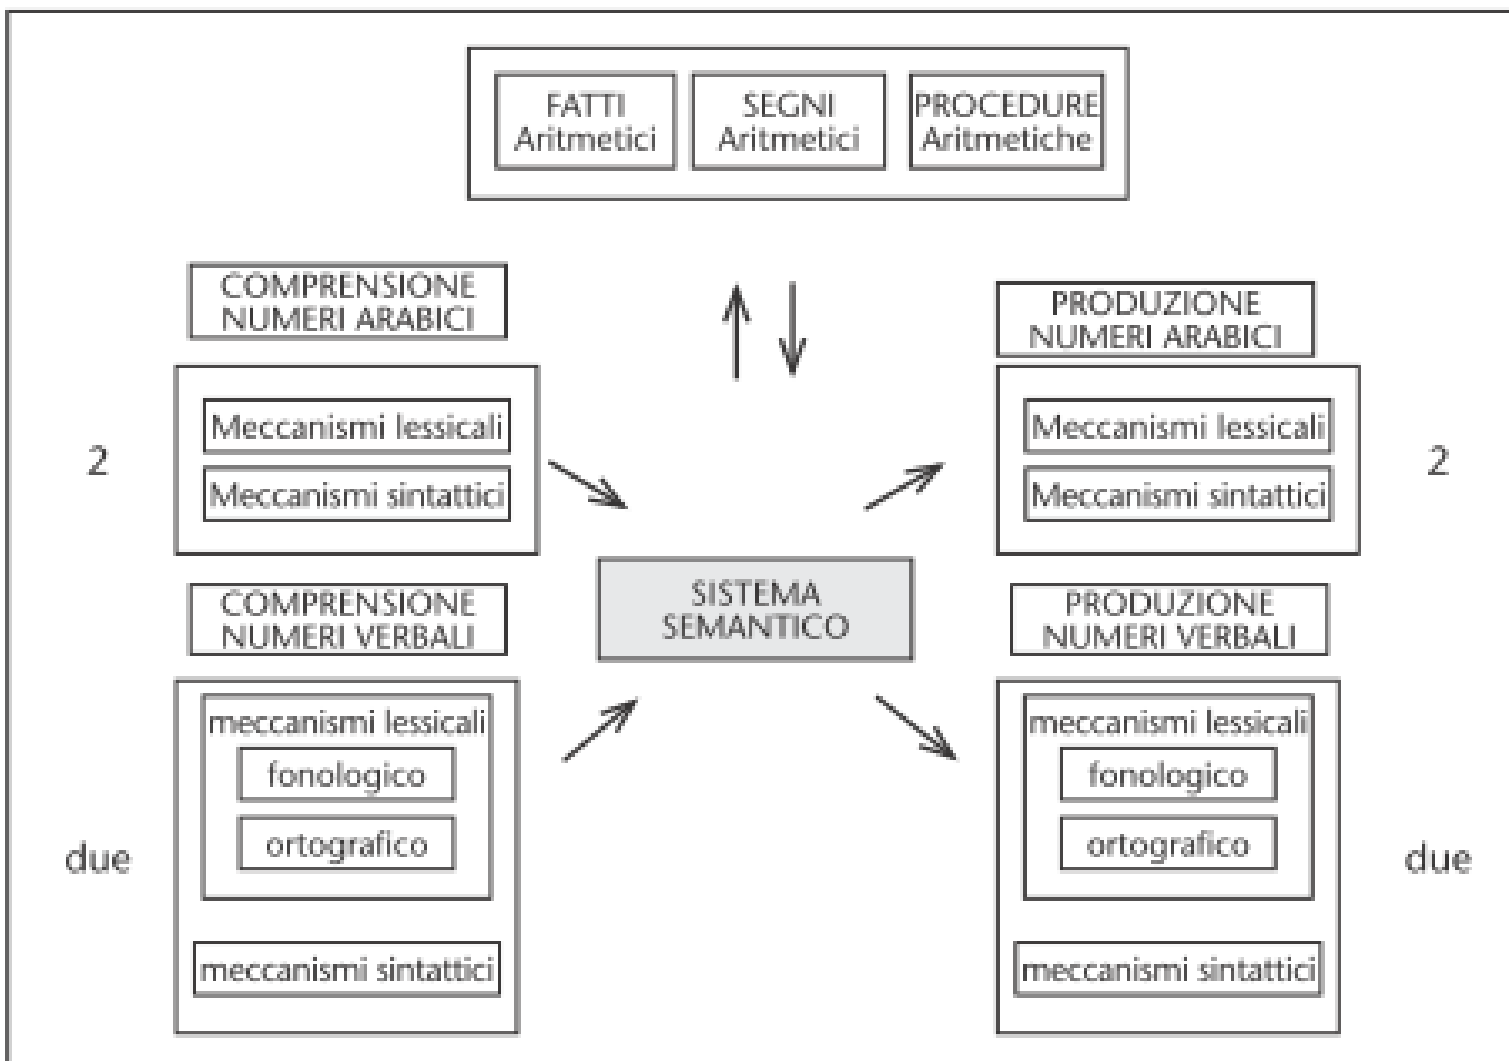 FATTI
Aritmetici
SEGNI
Aritmetici
PROCEDURE
Aritmetiche
COMPRENSIONE
NUMERI ARABICI
PRODUZIONE
NUMERI ARABICI
2
Meccanismi lessicali
Meccanismi sintattici
Meccanismi lessicali
Meccanismi sintattici
2
SISTEMA
SEMANTICO
COMPRENSIONE
NUMERI VERBALI
PRODUZIONE
NUMERI VERBALI
due
meccanismi lessicali
fonologico
ortografico
meccanismi sintattici
meccanismi lessicali
fonologico
ortografico
meccanismi sintattici
due